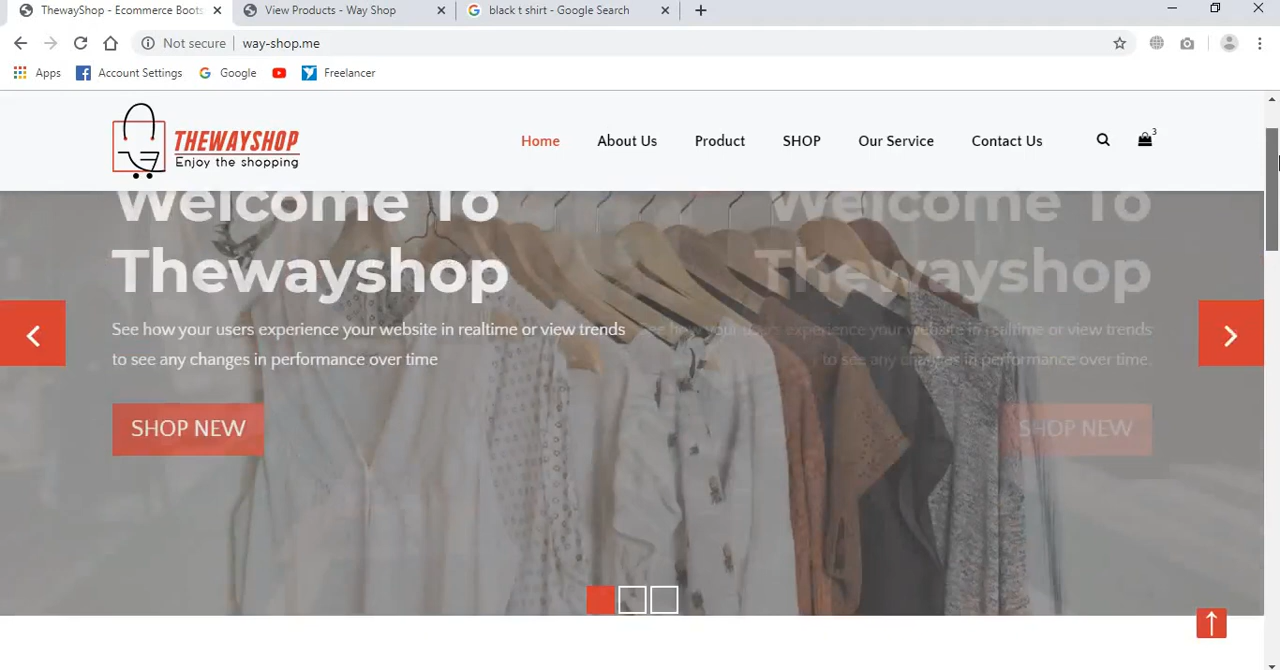 ThewayShop - Ecommerce Boots
View Products - Way Shop
black t shirt - Google Search
Not secure
way-shop.me
Apps
Account Settings
Google
Freelancer
THEWAYSHOP
Enjoy the shopping
Home
About Us
Product
SHOP
Our Service
Contact Us
3
Welcome To
Thewayshop
See how your users experience your website in realtime or view trends
to see any changes in performance over time
SHOP NEW
Welcome To
Thewayshop
See how your users experience your website in realtime or view trends
to see any changes in performance over time.
SHOP NEW